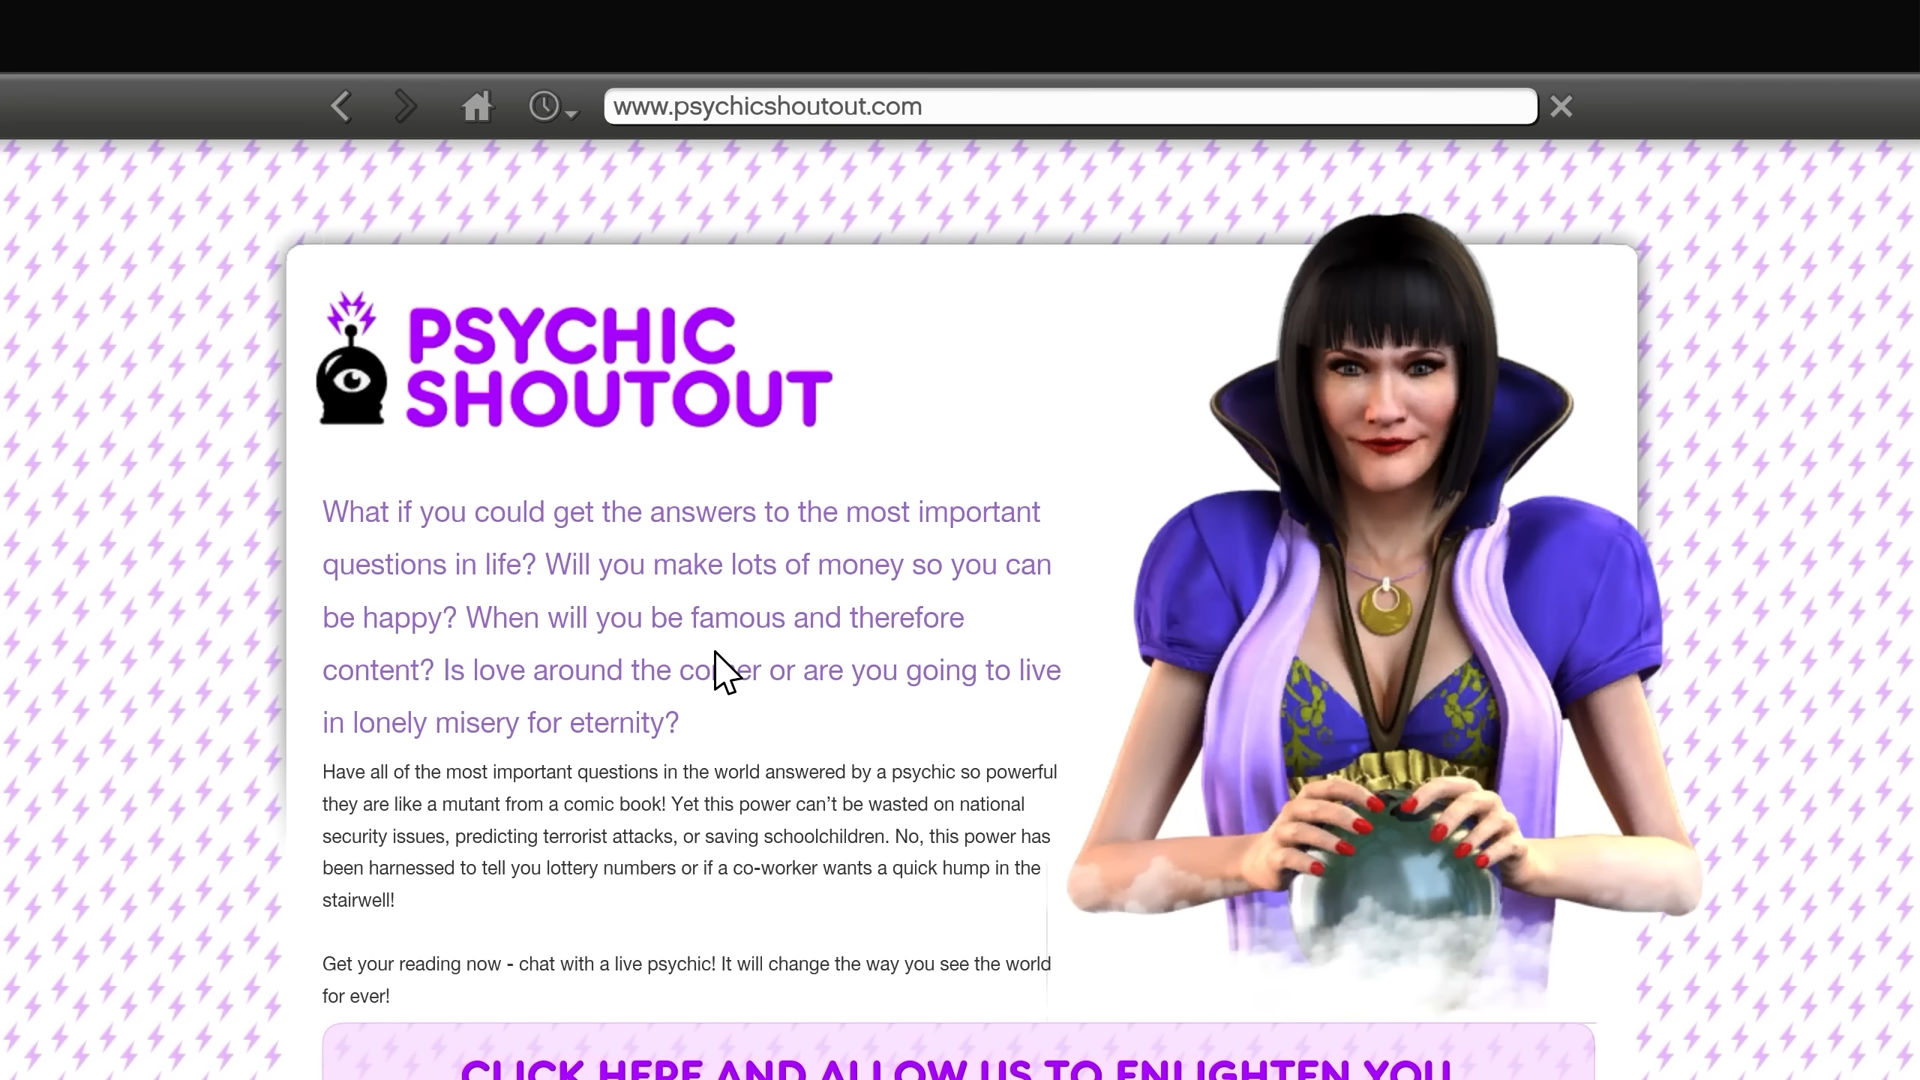 www.psychicshoutout.com
PSYCHIC
SHOUTOUT
What if you could get the answers to the most important
questions in life? Will you make lots of money so you can
be happy? When will you be famous and therefore
content? Is love around the corner or are you going to live
in lonely misery for eternity?
Have all of the most important questions in the world answered by a psychic so powerful
they are like a mutant from a comic book! Yet this power can’t be wasted on national
security issues, predicting terrorist attacks, or saving schoolchildren. No, this power has
been harnessed to tell you lottery numbers or if a co-worker wants a quick hump in the
stairwell!
Get your reading now - chat with a live psychic! It will change the way you see the world
for ever!
CLICK HERE AND ALLOW US TO ENLIGHTEN YOU